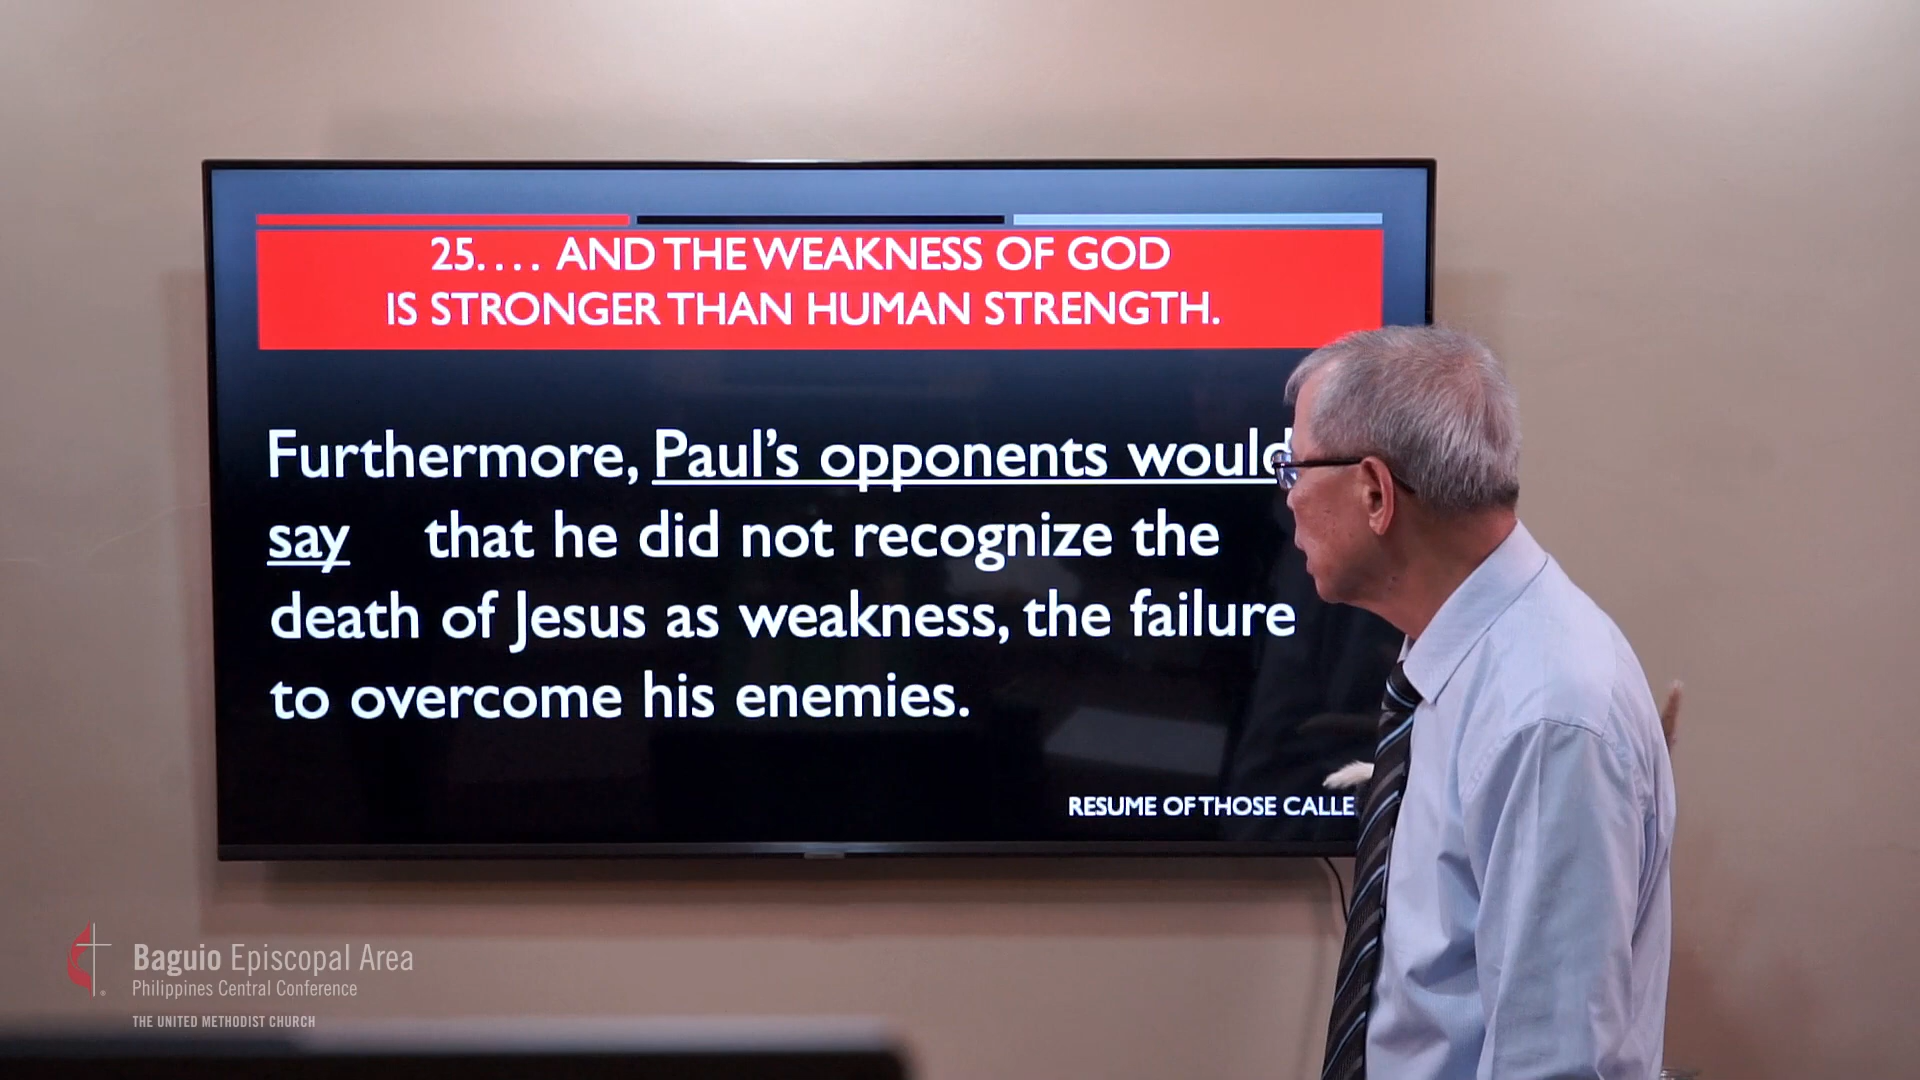 25.... AND THE WEAKNESS OF GOD
IS STRONGER THAN HUMAN STRENGTH.
Furthermore, Paul's opponents would
say that he did not recognize the
death of Jesus as weakness, the failure
to overcome his enemies.
RESUME OF THOSE CALLE
Baguio Episcopal Area
Philippines Central Conference
THE UNITED METHODIST CHURCH